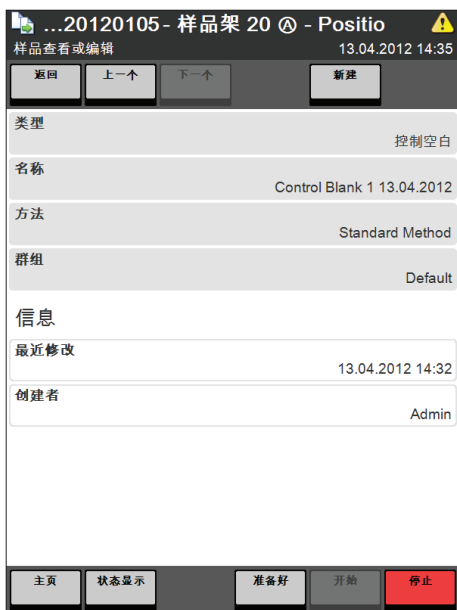 ...20120105 - 样品架 20 Ⓐ - Positio
样品查看或编辑 13.04.2012 14:35
返回 上一个 下一个 新建
类型
控制空白
名称
Control Blank 1 13.04.2012
方法
Standard Method
群组
Default
信息
最近修改
13.04.2012 14:32
创建者
Admin
主页 状态显示 准备好 开始 停止